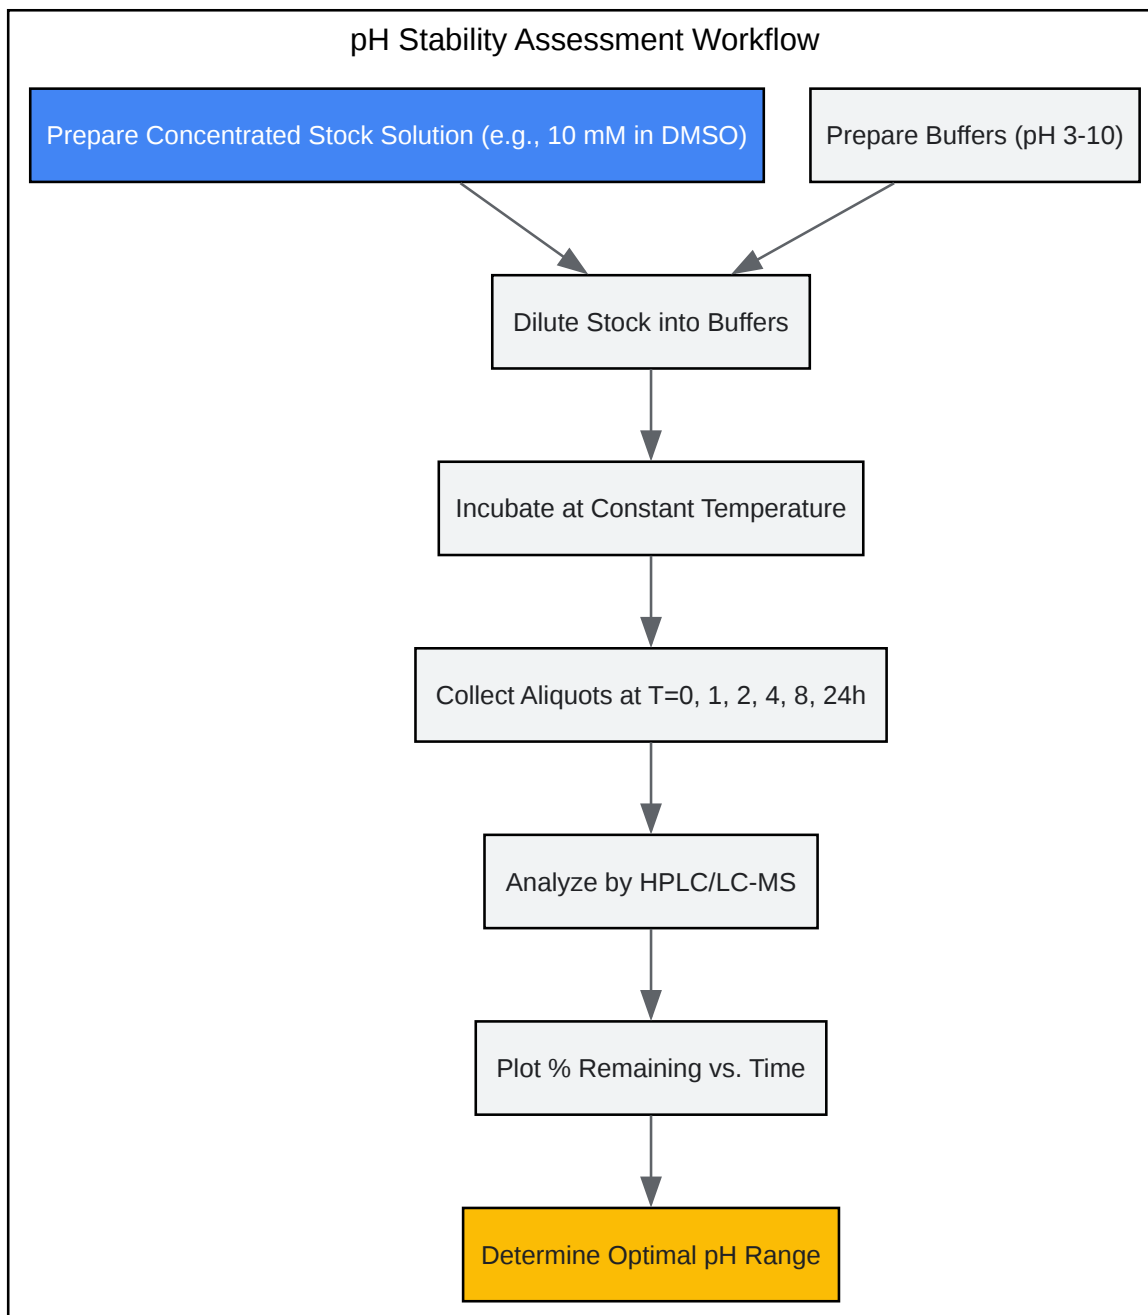 pH Stability Assessment Workflow
Prepare Concentrated Stock Solution (e.g., 10 mM in DMSO)
Prepare Buffers (pH 3-10)
Dilute Stock into Buffers
Incubate at Constant Temperature
Collect Aliquots at T=0, 1, 2, 4, 8, 24h
Analyze by HPLC/LC-MS
Plot % Remaining vs. Time
Determine Optimal pH Range